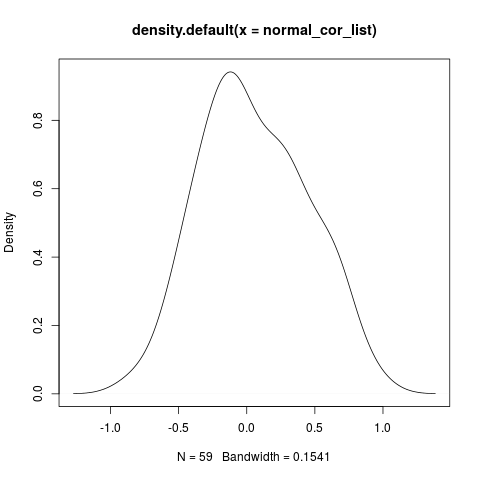 density.default(x = normal_cor_list)
Density
0.8
0.6
0.4
0.2
0.0
-1.0 -0.5 0.0 0.5 1.0
N = 59 Bandwidth = 0.1541